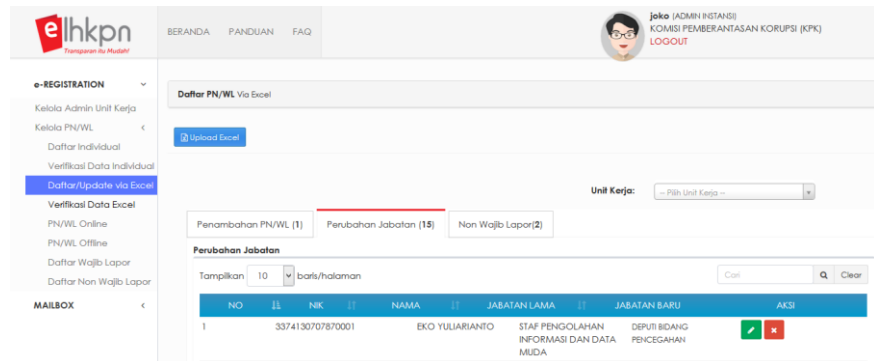 elhkpn
Transparan itu Mudah!
BERANDA PANDUAN FAQ
joko (ADMIN INSTANSI)
KOMISI PEMBERANTASAN KORUPSI (KPK)
LOGOUT
e-REGISTRATION
Kelola Admin Unit Kerja
Kelola PN/WL
Daftar Individual
Verifikasi Data Individual
Daftar/Update via Excel
Verifikasi Data Excel
PN/WL Online
PN/WL Offline
Daftar Wajib Lapor
Daftar Non Wajib Lapor
MAILBOX
Daftar PN/WL Via Excel
Upload Excel
Unit Kerja: -- Pilih Unit Kerja --
Penambahan PN/WL (1) Perubahan Jabatan (15) Non Wajib Lapor(2)
Perubahan Jabatan
Tampilkan 10 baris/halaman Cari Clear
NO NIK NAMA JABATAN LAMA JABATAN BARU AKSI
1 3374130707870001 EKO YULIARIANTO STAF PENGOLAHAN DEPUTI BIDANG
INFORMASI DAN DATA PENCEGAHAN
MUDA